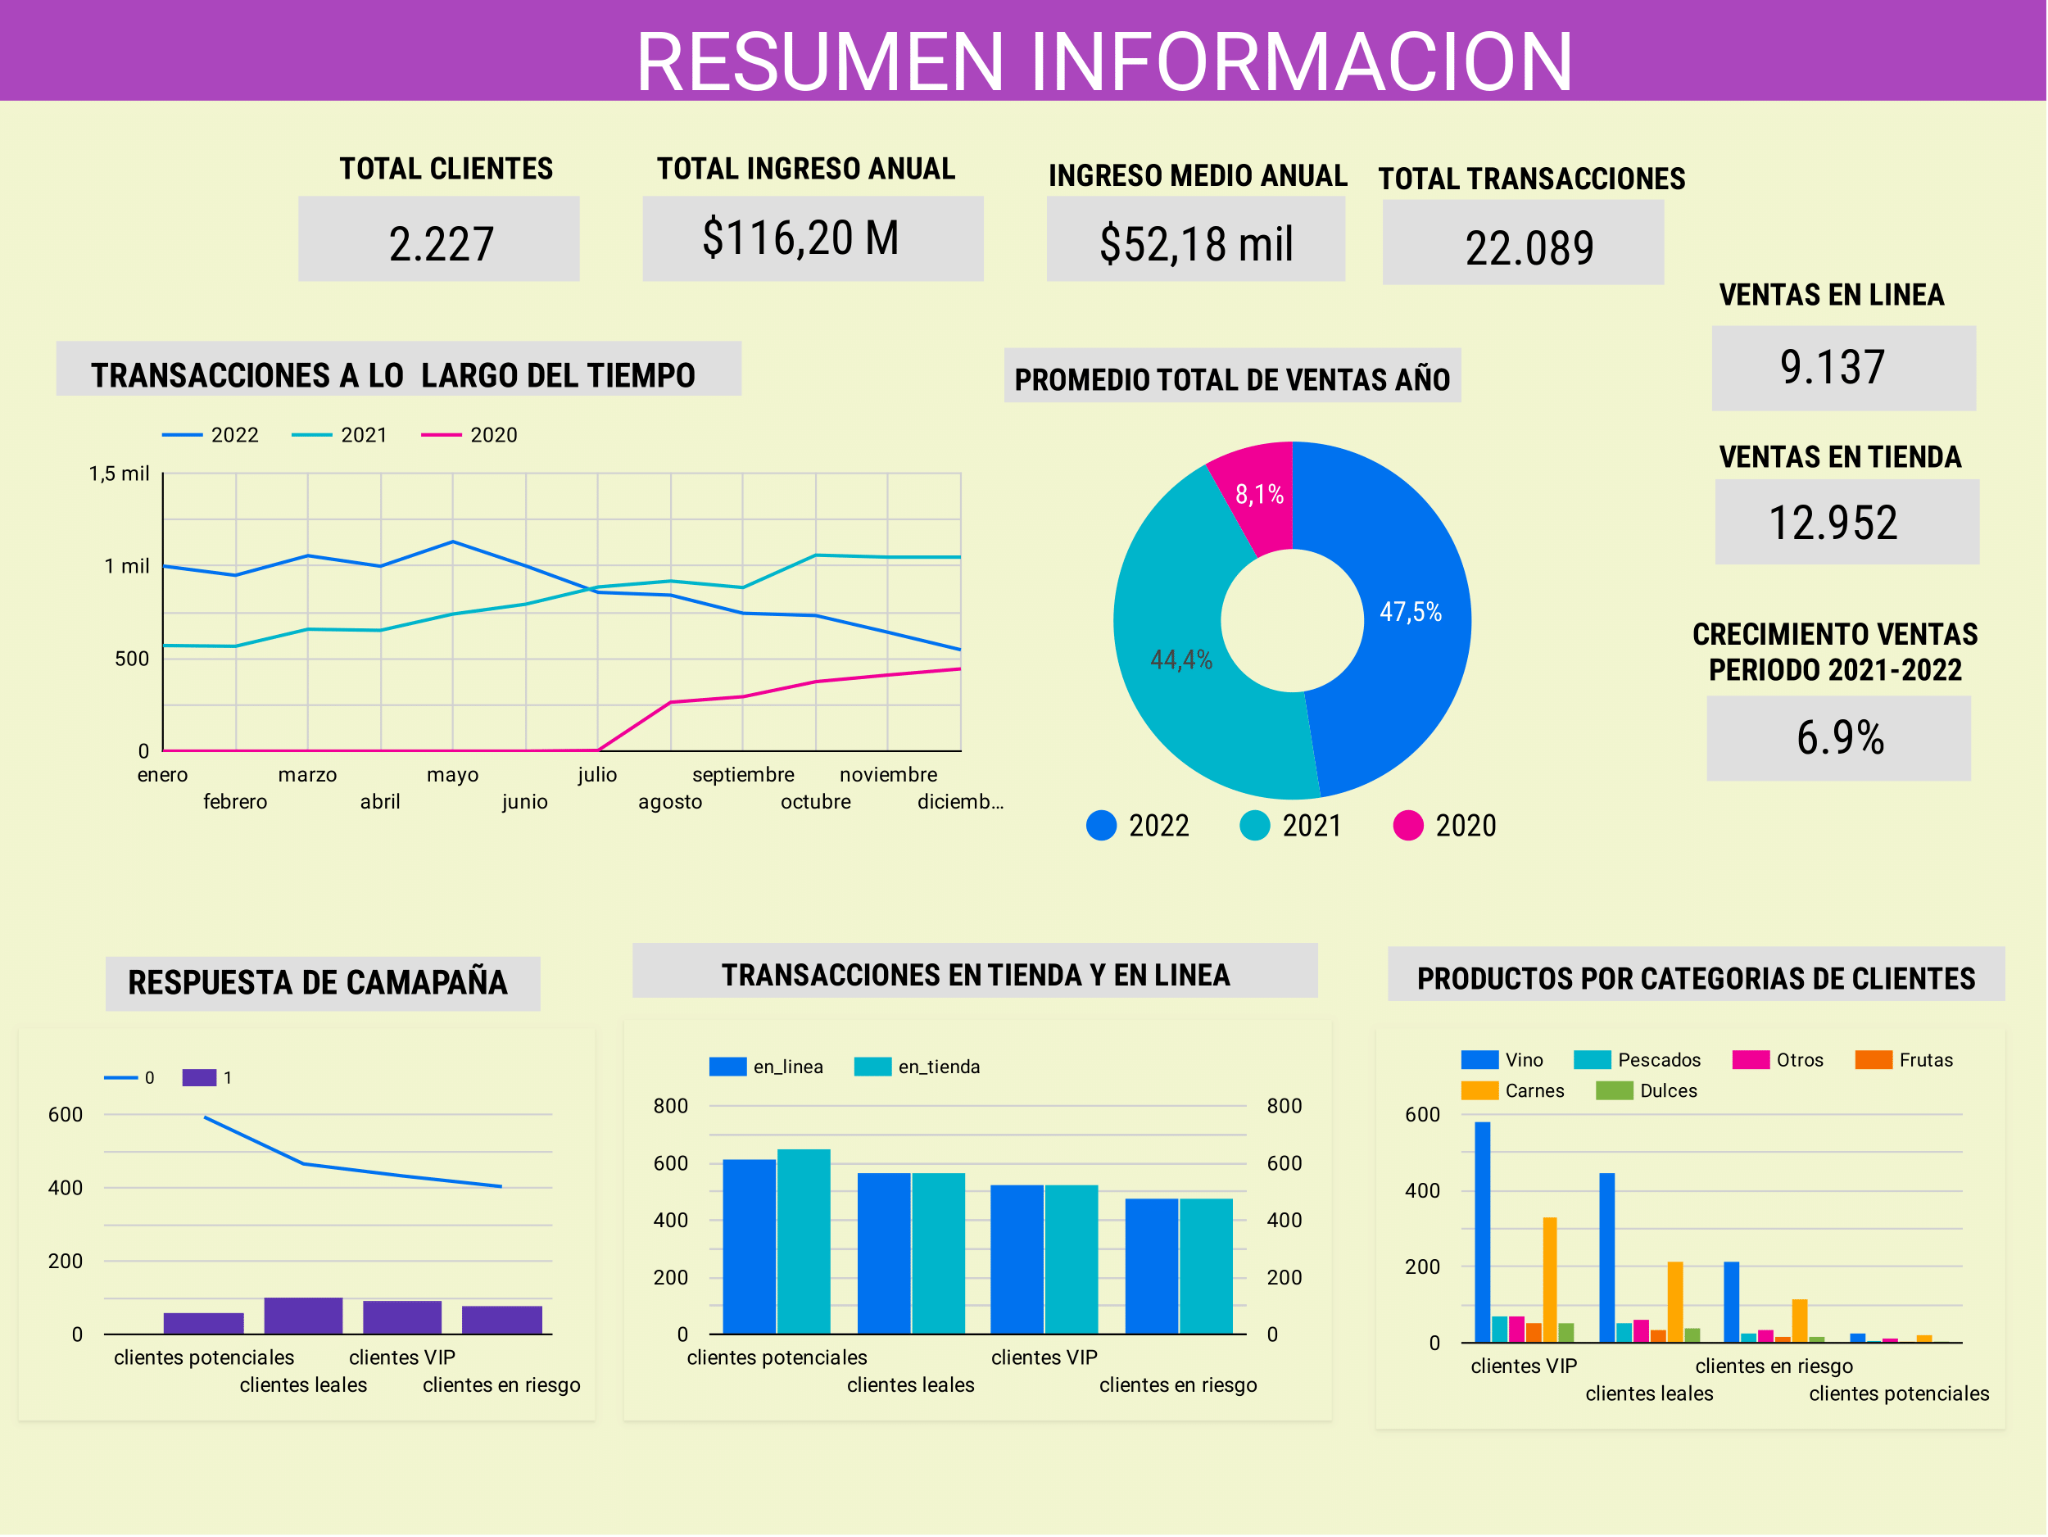 RESUMEN INFORMACION
TOTAL CLIENTES
2.227
TOTAL INGRESO ANUAL
$116,20 M
INGRESO MEDIO ANUAL
$52,18 mil
TOTAL TRANSACCIONES
22.089
VENTAS EN LINEA
9.137
VENTAS EN TIENDA
12.952
CRECIMIENTO VENTAS
PERIODO 2021-2022
6.9%
TRANSACCIONES A LO LARGO DEL TIEMPO
2022 2021 2020
1,5 mil
1 mil
500
0
enero febrero marzo abril mayo junio julio agosto septiembre octubre noviembre diciemb...
PROMEDIO TOTAL DE VENTAS AÑO
8,1%
47,5%
44,4%
2022 2021 2020
RESPUESTA DE CAMAPAÑA
0 1
600
400
200
0
clientes potenciales clientes leales clientes VIP clientes en riesgo
TRANSACCIONES EN TIENDA Y EN LINEA
en_linea en_tienda
800 800
600 600
400 400
200 200
0 0
clientes potenciales clientes leales clientes VIP clientes en riesgo
PRODUCTOS POR CATEGORIAS DE CLIENTES
Vino Pescados Otros Frutas
Carnes Dulces
600
400
200
0
clientes VIP clientes leales clientes en riesgo clientes potenciales